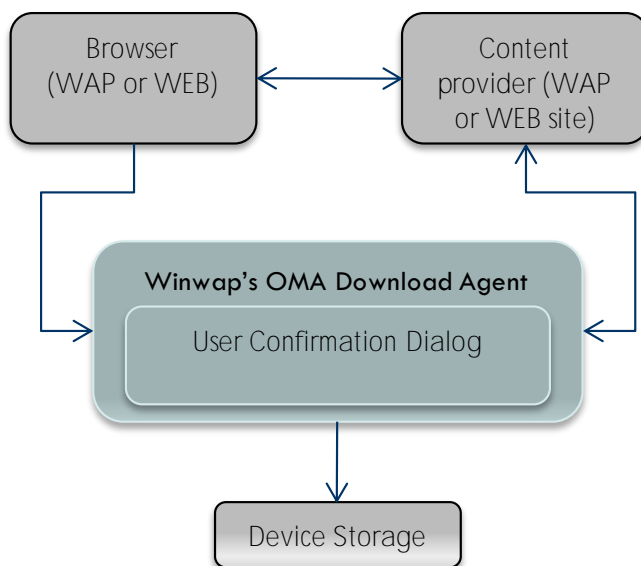 Browser
(WAP or WEB)
Content
provider (WAP
or WEB site)
Winwap's OMA Download Agent
User Confirmation Dialog
Device Storage